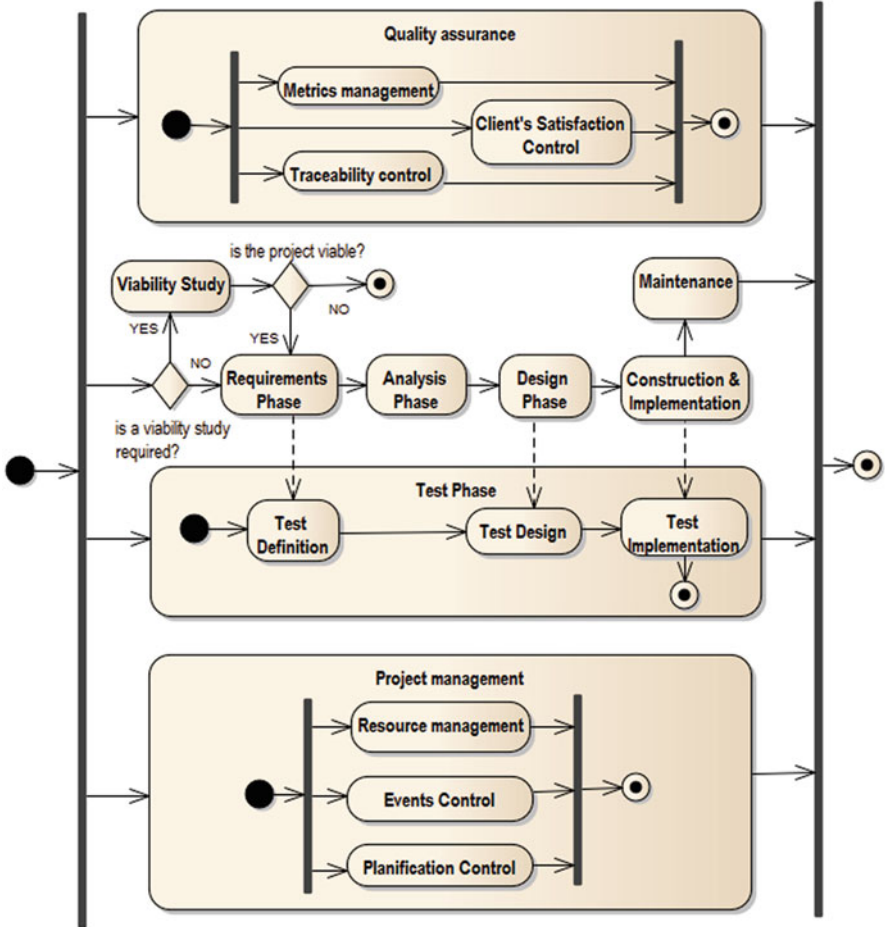 Quality assurance
Metrics management
Client's Satisfaction
Control
Traceability control
is the project viable?
Viability Study
NO
Maintenance
YES
YES
NO
Requirements
Phase
Analysis
Phase
Design
Phase
Construction &
Implementation
is a viability study
required?
Test Phase
Test
Definition
Test Design
Test
Implementation
Project management
Resource management
Events Control
Planification Control